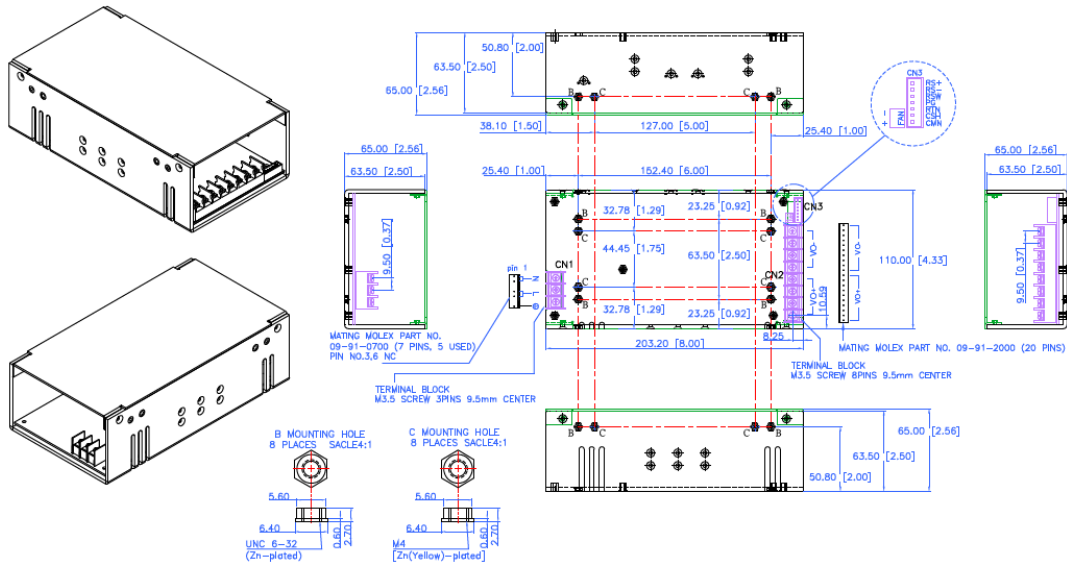 50.80 [2.00]
63.50 [2.50]
65.00 [2.56]
B
C
C
B
38.10 [1.50]
127.00 [5.00]
25.40 [1.00]
CN3
RS+
-
+
FAN
65.00 [2.56]
63.50 [2.50]
9.50 [0.37]
25.40 [1.00]
152.40 [6.00]
32.78 [1.29]
23.25 [0.92]
B
B
C
C
44.45 [1.75]
63.50 [2.50]
CN3
VO-
VO-
CN2
CN1
pin 1
N
L
C
C
B
B
VO+
VO+
10.59
32.78 [1.29]
23.25 [0.92]
8.25
203.20 [8.00]
110.00 [4.33]
65.00 [2.56]
63.50 [2.50]
9.50 [0.37]
MATING MOLEX PART NO.
09-91-0700 (7 PINS, 5 USED)
PIN NO.3,6 NC
MATING MOLEX PART NO. 09-91-2000 (20 PINS)
TERMINAL BLOCK
M3.5 SCREW 8PINS 9.5mm CENTER
TERMINAL BLOCK
M3.5 SCREW 3PINS 9.5mm CENTER
B
C
C
B
65.00 [2.56]
63.50 [2.50]
50.80 [2.00]
B MOUNTING HOLE
8 PLACES SACLE4:1
5.60
6.40
0.60
2.70
UNC 6-32
(Zn-plated)
C MOUNTING HOLE
8 PLACES SACLE4:1
5.60
6.40
0.60
2.70
M4
[Zn(Yellow)-plated]